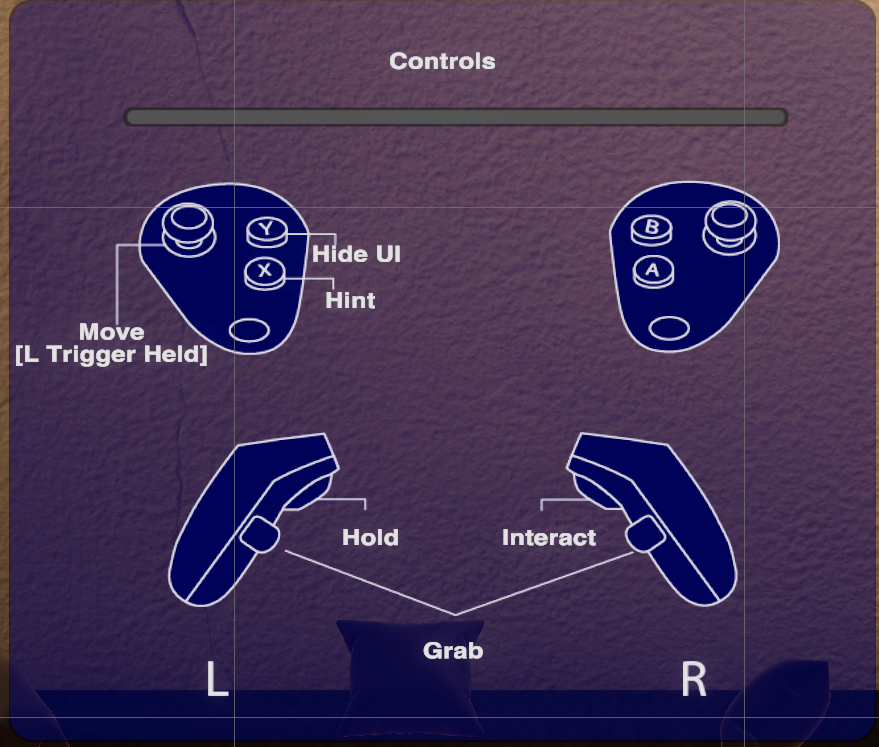 Controls
Y
Hide UI
X
Hint
B
A
Move
[L Trigger Held]
Hold
Interact
Grab
L
R